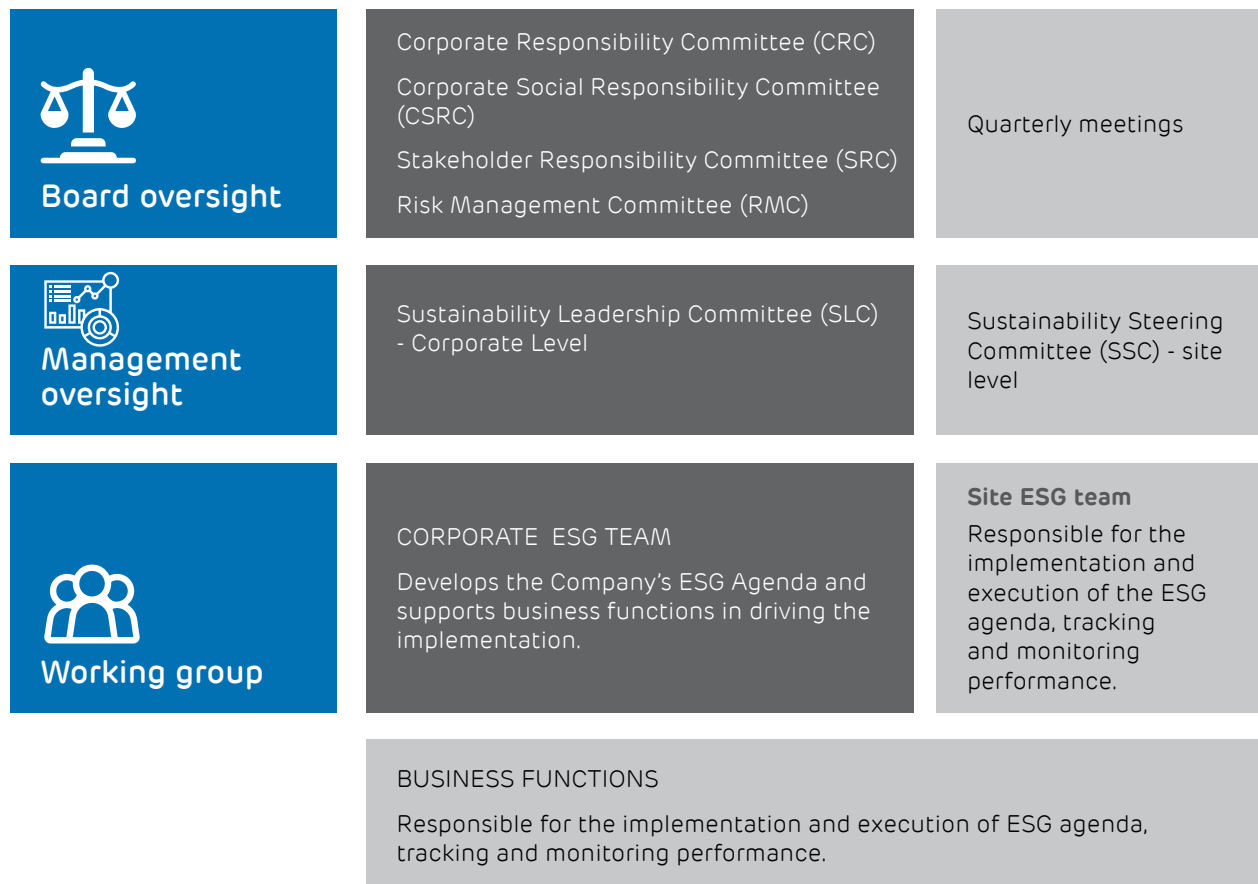 Board oversight
Corporate Responsibility Committee (CRC)
Corporate Social Responsibility Committee
(CSRC)
Stakeholder Responsibility Committee (SRC)
Risk Management Committee (RMC)
Quarterly meetings
Management
oversight
Sustainability Leadership Committee (SLC)
- Corporate Level
Sustainability Steering
Committee (SSC) - site
level
Working group
CORPORATE ESG TEAM
Develops the Company's ESG Agenda and
supports business functions in driving the
implementation.
Site ESG team
Responsible for the
implementation and
execution of the ESG
agenda, tracking
and monitoring
performance.
BUSINESS FUNCTIONS
Responsible for the implementation and execution of ESG agenda,
tracking and monitoring performance.